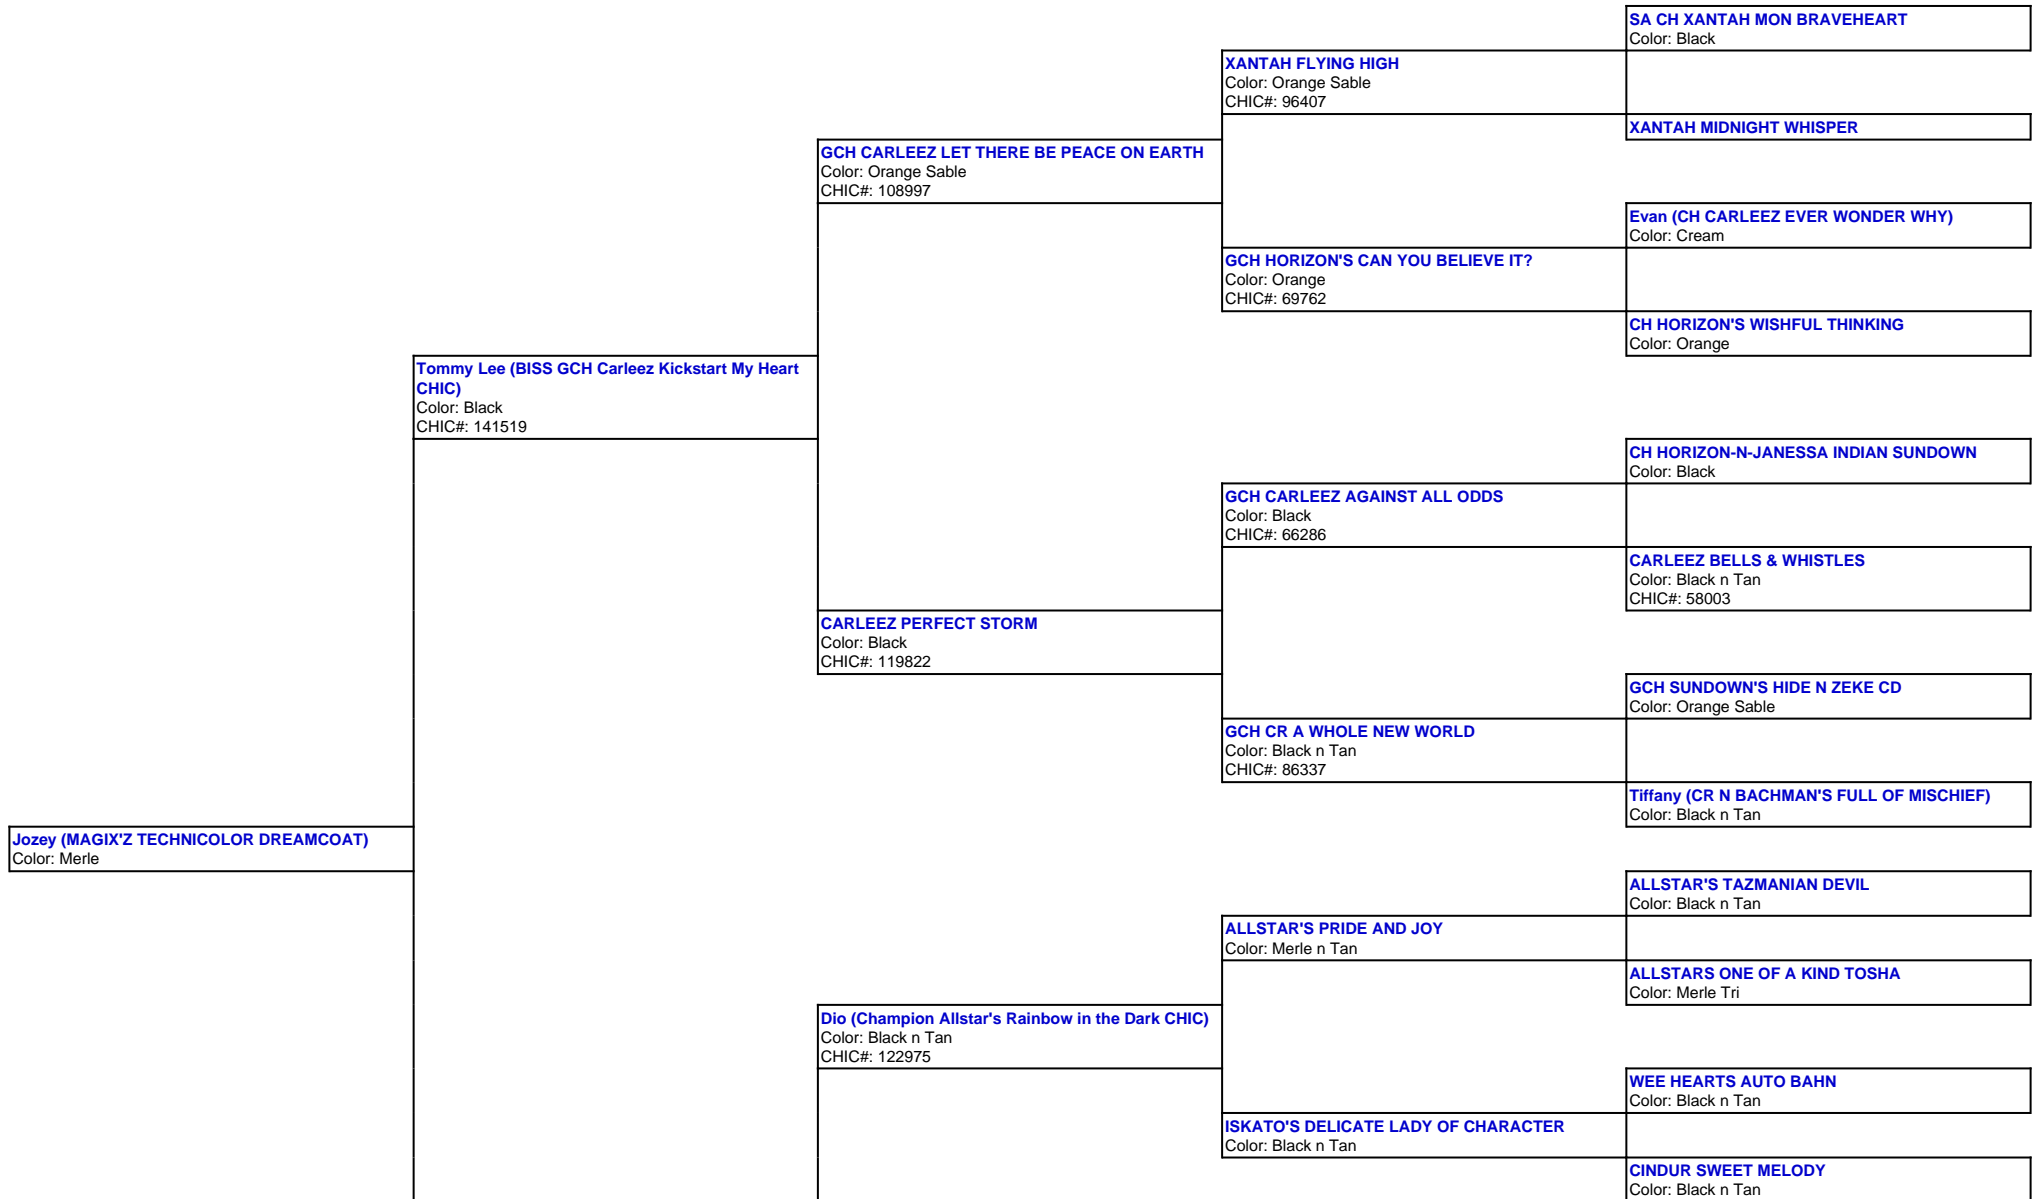 SA CH XANTAH MON BRAVEHEART
Color: Black
XANTAH FLYING HIGH
Color: Orange Sable
CHIC#: 96407
XANTAH MIDNIGHT WHISPER
GCH CARLEEZ LET THERE BE PEACE ON EARTH
Color: Orange Sable
CHIC#: 108997
Evan (CH CARLEEZ EVER WONDER WHY)
Color: Cream
GCH HORIZON'S CAN YOU BELIEVE IT?
Color: Orange
CHIC#: 69762
CH HORIZON'S WISHFUL THINKING
Color: Orange
Tommy Lee (BISS GCH Carleez Kickstart My Heart
CHIC)
Color: Black
CHIC#: 141519
CH HORIZON-N-JANESSA INDIAN SUNDOWN
Color: Black
GCH CARLEEZ AGAINST ALL ODDS
Color: Black
CHIC#: 66286
CARLEEZ BELLS & WHISTLES
Color: Black n Tan
CHIC#: 58003
CARLEEZ PERFECT STORM
Color: Black
CHIC#: 119822
GCH SUNDOWN'S HIDE N ZEKE CD
Color: Orange Sable
GCH CR A WHOLE NEW WORLD
Color: Black n Tan
CHIC#: 86337
Tiffany (CR N BACHMAN'S FULL OF MISCHIEF)
Color: Black n Tan
Jozey (MAGIX'Z TECHNICOLOR DREAMCOAT)
Color: Merle
ALLSTAR'S TAZMANIAN DEVIL
Color: Black n Tan
ALLSTAR'S PRIDE AND JOY
Color: Merle n Tan
ALLSTARS ONE OF A KIND TOSHA
Color: Merle Tri
Dio (Champion Allstar's Rainbow in the Dark CHIC)
Color: Black n Tan
CHIC#: 122975
WEE HEARTS AUTO BAHN
Color: Black n Tan
ISKATO'S DELICATE LADY OF CHARACTER
Color: Black n Tan
CINDUR SWEET MELODY
Color: Black n Tan